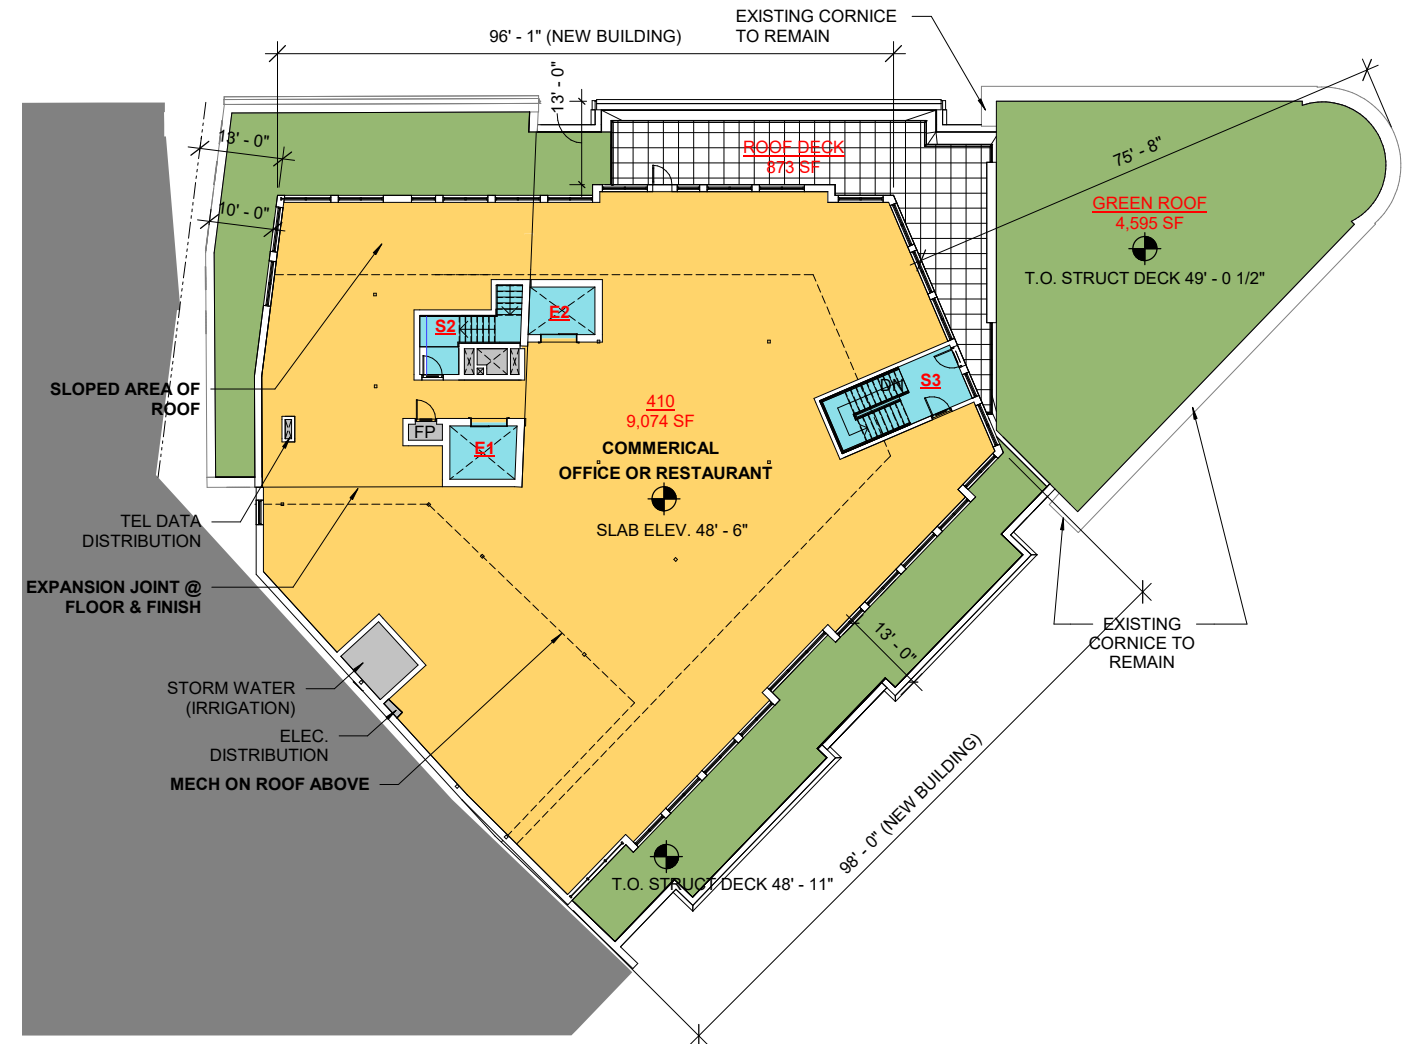 EXISTING CORNICE
TO REMAIN
96' - 1" (NEW BUILDING)
13' - 0"
13' - 0"
75' - 8"
ROOF DECK
873 SF
10' - 0"
GREEN ROOF
4,595 SF
T.O. STRUCT DECK 49' - 0 1/2"
E2
S2
SLOPED AREA OF
ROOF
S3
DN
410
9,074 SF
FP
E1
COMMERICAL
OFFICE OR RESTAURANT
SLAB ELEV. 48' - 6"
TEL DATA
DISTRIBUTION
EXPANSION JOINT @
FLOOR & FINISH
EXISTING
CORNICE TO
REMAIN
13' - 0"
STORM WATER
(IRRIGATION)
ELEC.
DISTRIBUTION
MECH ON ROOF ABOVE
98' - 0" (NEW BUILDING)
T.O. STRUCT DECK 48' - 11"